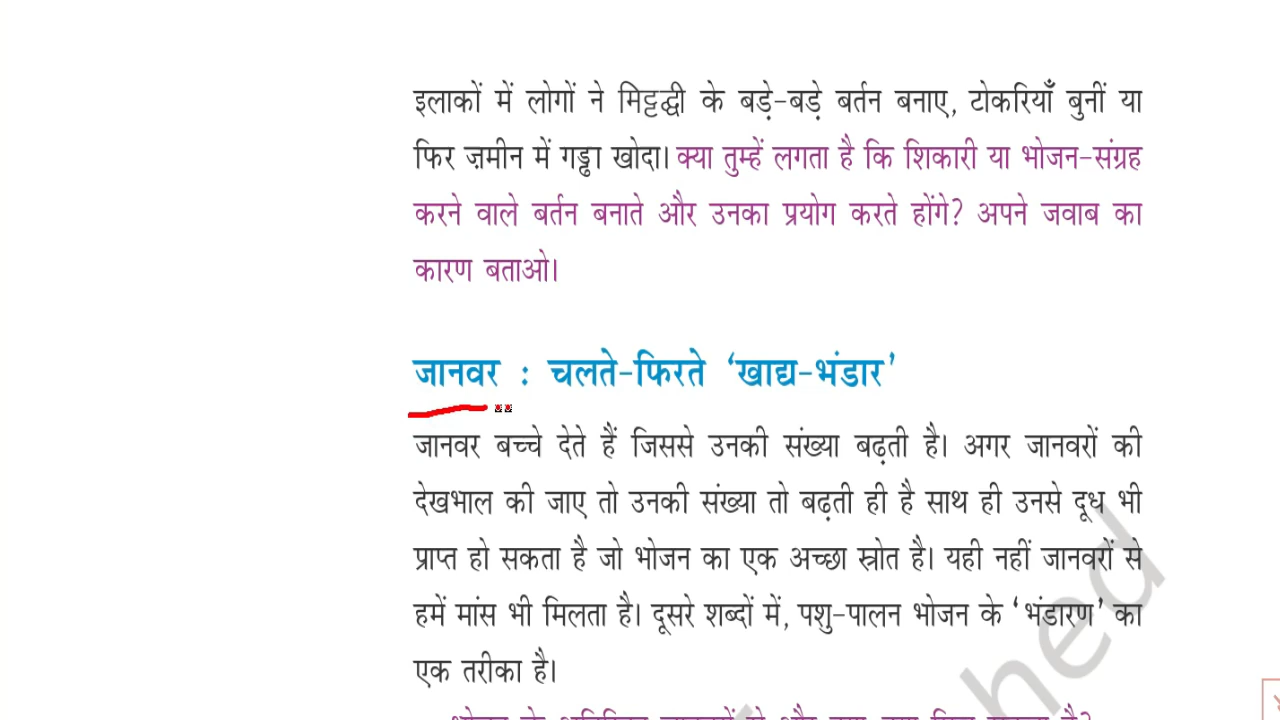 इलाकों में लोगों ने मिट्टद्घी के बड़े-बड़े बर्तन बनाए, टोकरियाँ बुनीं या
फिर ज़मीन में गड्ढा खोदा। क्या तुम्हें लगता है कि शिकारी या भोजन-संग्रह
करने वाले बर्तन बनाते और उनका प्रयोग करते होंगे? अपने जवाब का
कारण बताओ।
जानवर : चलते-फिरते ‘खाद्य-भंडार’
जानवर बच्चे देते हैं जिससे उनकी संख्या बढ़ती है। अगर जानवरों की
देखभाल की जाए तो उनकी संख्या तो बढ़ती ही है साथ ही उनसे दूध भी
प्राप्त हो सकता है जो भोजन का एक अच्छा स्रोत है। यही नहीं जानवरों से
हमें मांस भी मिलता है। दूसरे शब्दों में, पशु-पालन भोजन के ‘भंडारण’ का
एक तरीका है।
hed